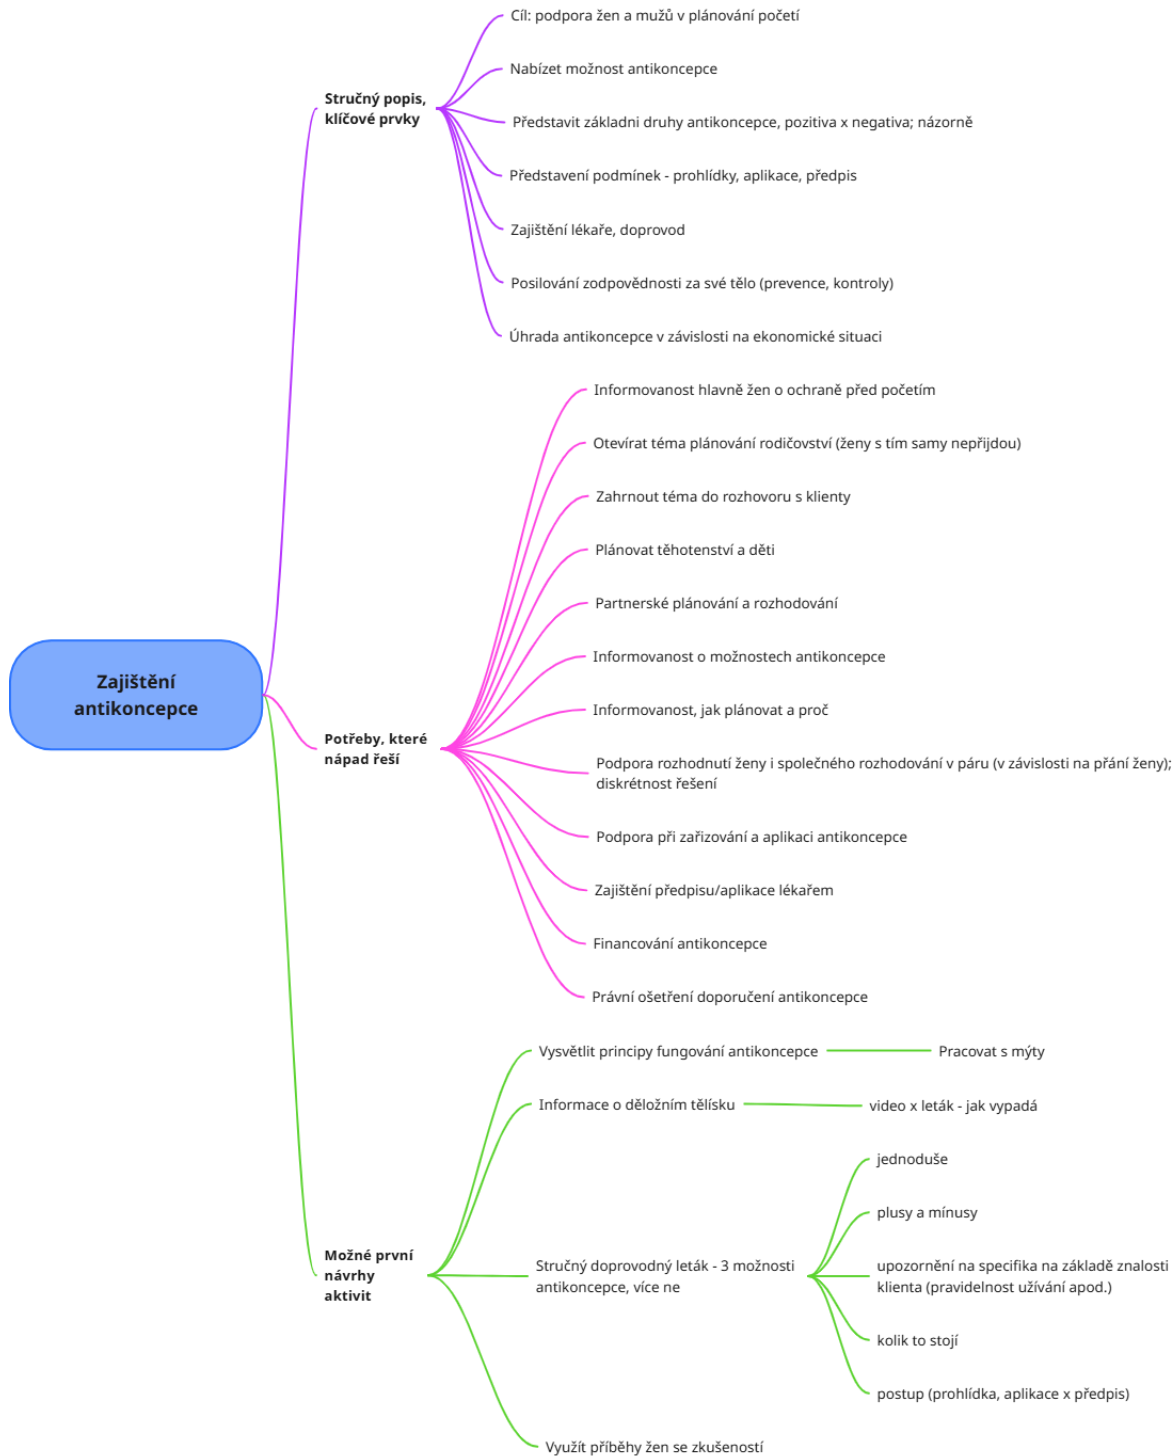 Cíl: podpora žen a mužů v plánování početí
Nabízet možnost antikoncepce
Stručný popis,
klíčové prvky
Představit základni druhy antikoncepce, pozitiva x negativa; názorně
Představení podmínek - prohlídky, aplikace, předpis
Zajištění lékaře, doprovod
Posilování zodpovědnosti za své tělo (prevence, kontroly)
Úhrada antikoncepce v závislosti na ekonomické situaci
Informovanost hlavně žen o ochraně před početím
Otevírat téma plánování rodičovství (ženy s tím samy nepřijdou)
Zahrnout téma do rozhovoru s klienty
Plánovat těhotenství a děti
Partnerské plánování a rozhodování
Zajištění
antikoncepce
Informovanost o možnostech antikoncepce
Informovanost, jak plánovat a proč
Potřeby, které
nápad řeší
Podpora rozhodnutí ženy i společného rozhodování v páru (v závislosti na přání ženy);
diskrétnost řešení
Podpora při zařizování a aplikaci antikoncepce
Zajištění předpisu/aplikace lékařem
Financování antikoncepce
Právní ošetření doporučení antikoncepce
Vysvětlit principy fungování antikoncepce
Pracovat s mýty
Informace o děložním tělísku
video x leták - jak vypadá
Možné první
návrhy
aktivit
Stručný doprovodný leták - 3 možnosti
antikoncepce, více ne
jednoduše
plusy a mínusy
upozornění na specifika na základě znalosti
klienta (pravidelnost užívání apod.)
kolik to stojí
postup (prohlídka, aplikace x předpis)
Využít příběhy žen se zkušeností